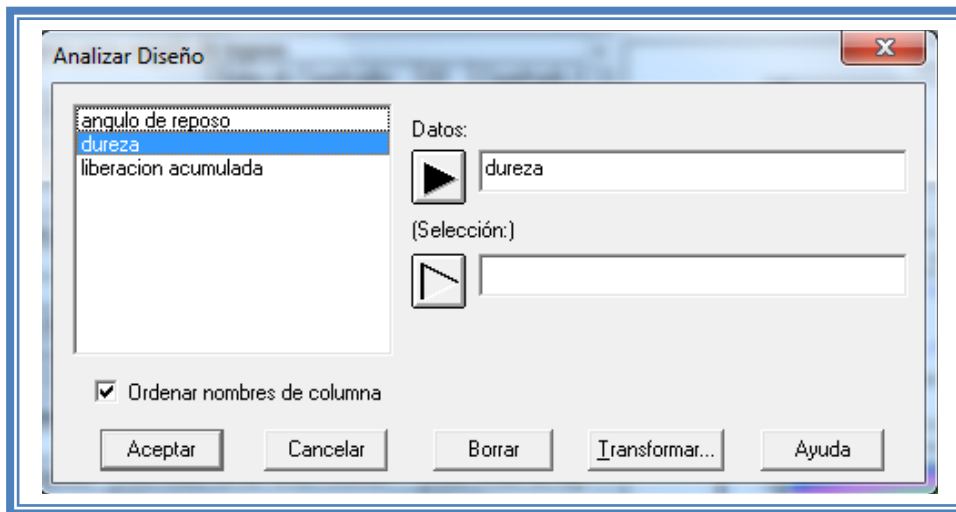 Analizar Diseño
angulo de reposo
dureza
liberacion acumulada
Datos:
dureza
(Selección:)
Ordenar nombres de columna
Aceptar
Cancelar
Borrar
Transformar...
Ayuda